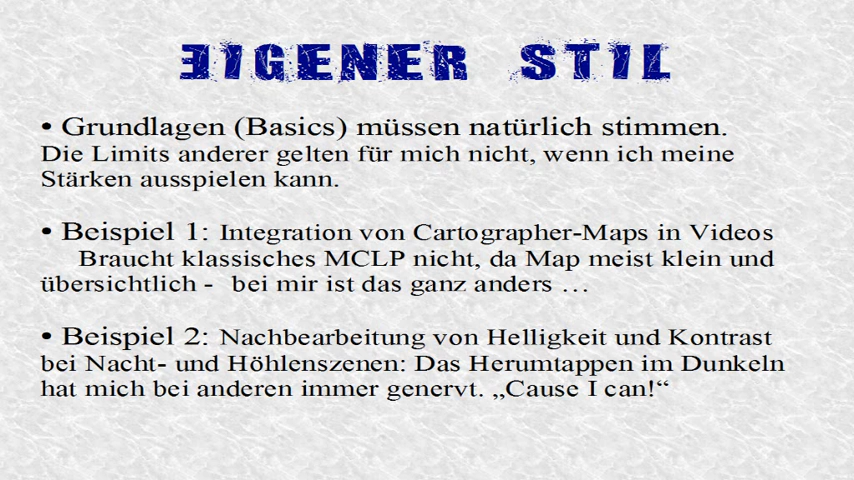 EIGENER STIL
• Grundlagen (Basics) müssen natürlich stimmen.
Die Limits anderer gelten für mich nicht, wenn ich meine
Stärken ausspielen kann.
• Beispiel 1: Integration von Cartographer-Maps in Videos
Braucht klassisches MCLP nicht, da Map meist klein und
übersichtlich - bei mir ist das ganz anders …
• Beispiel 2: Nachbearbeitung von Helligkeit und Kontrast
bei Nacht- und Höhlenszenen: Das Herumtappen im Dunkeln
hat mich bei anderen immer genervt. „Cause I can!“